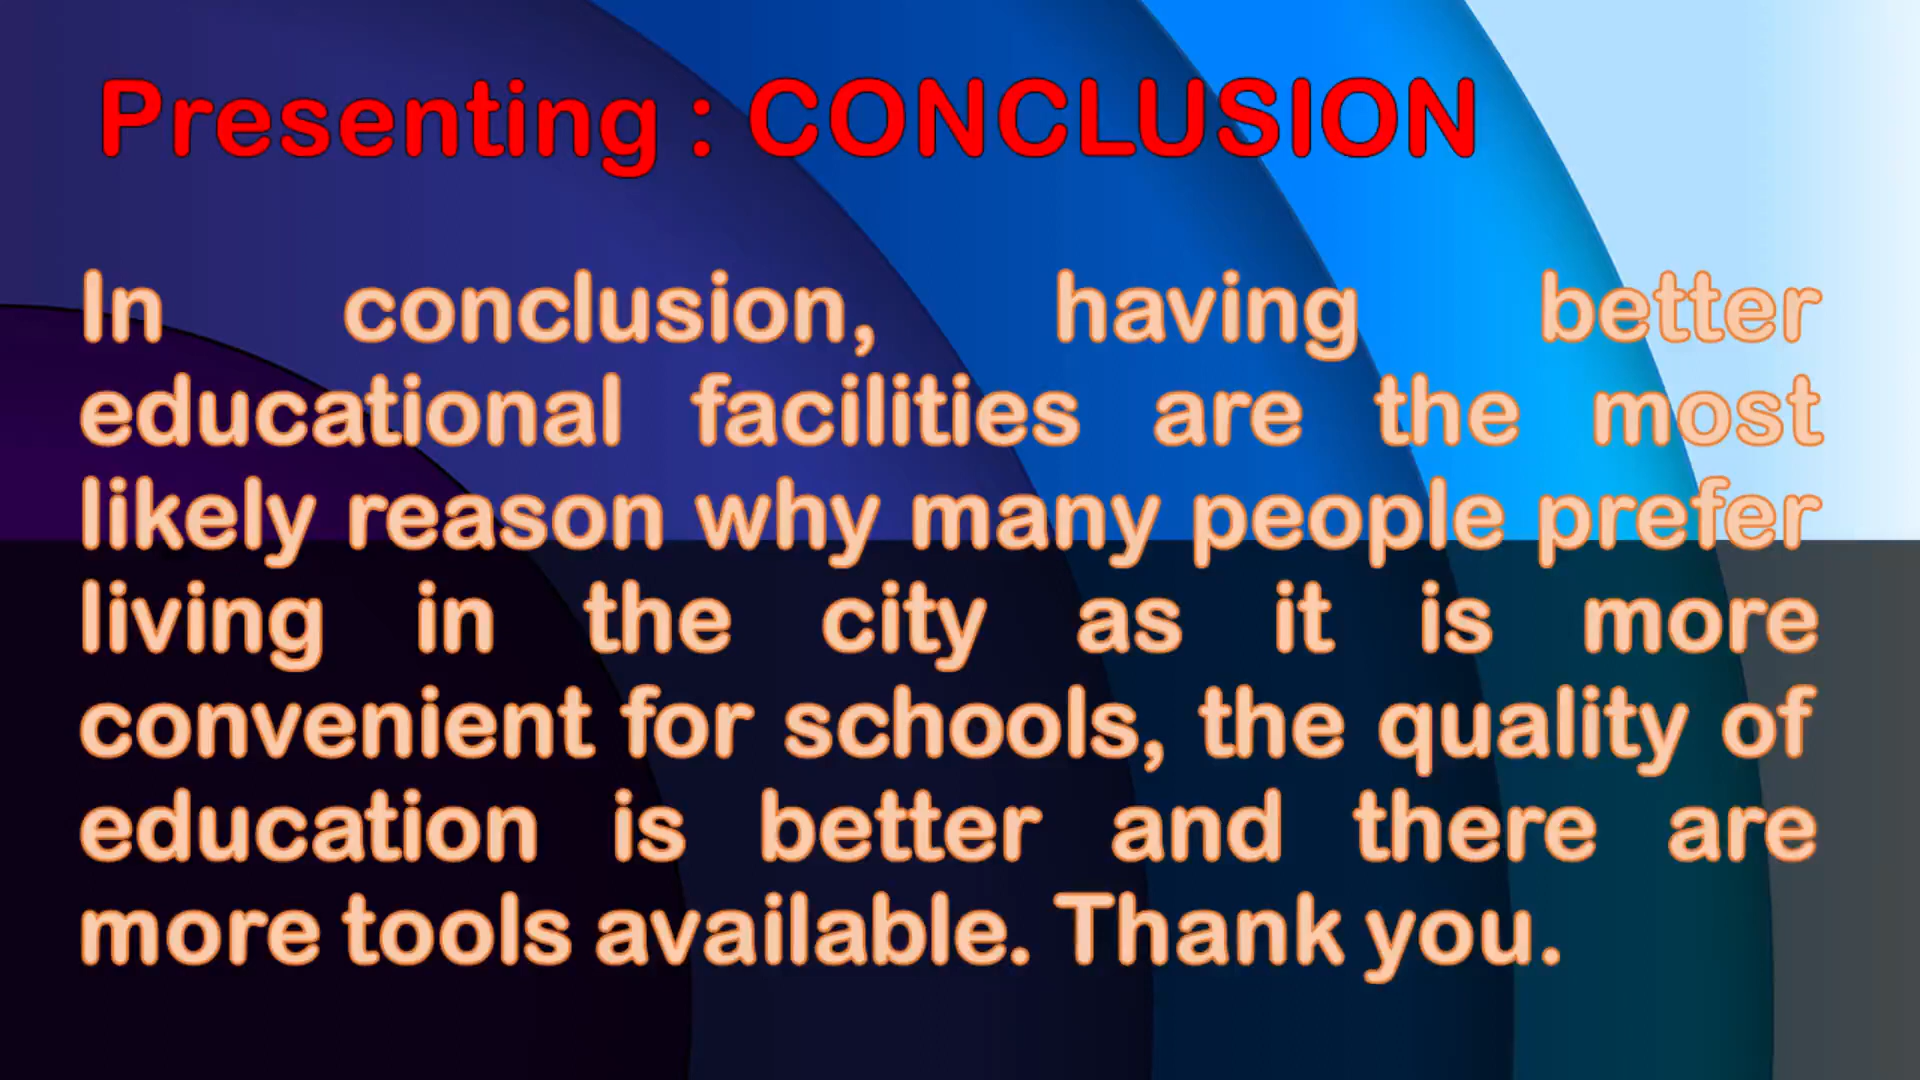 Presenting : CONCLUSION
In conclusion, having better
educational facilities are the most
likely reason why many people prefer
living in the city as it is more
convenient for schools, the quality of
education is better and there are
more tools available. Thank you.